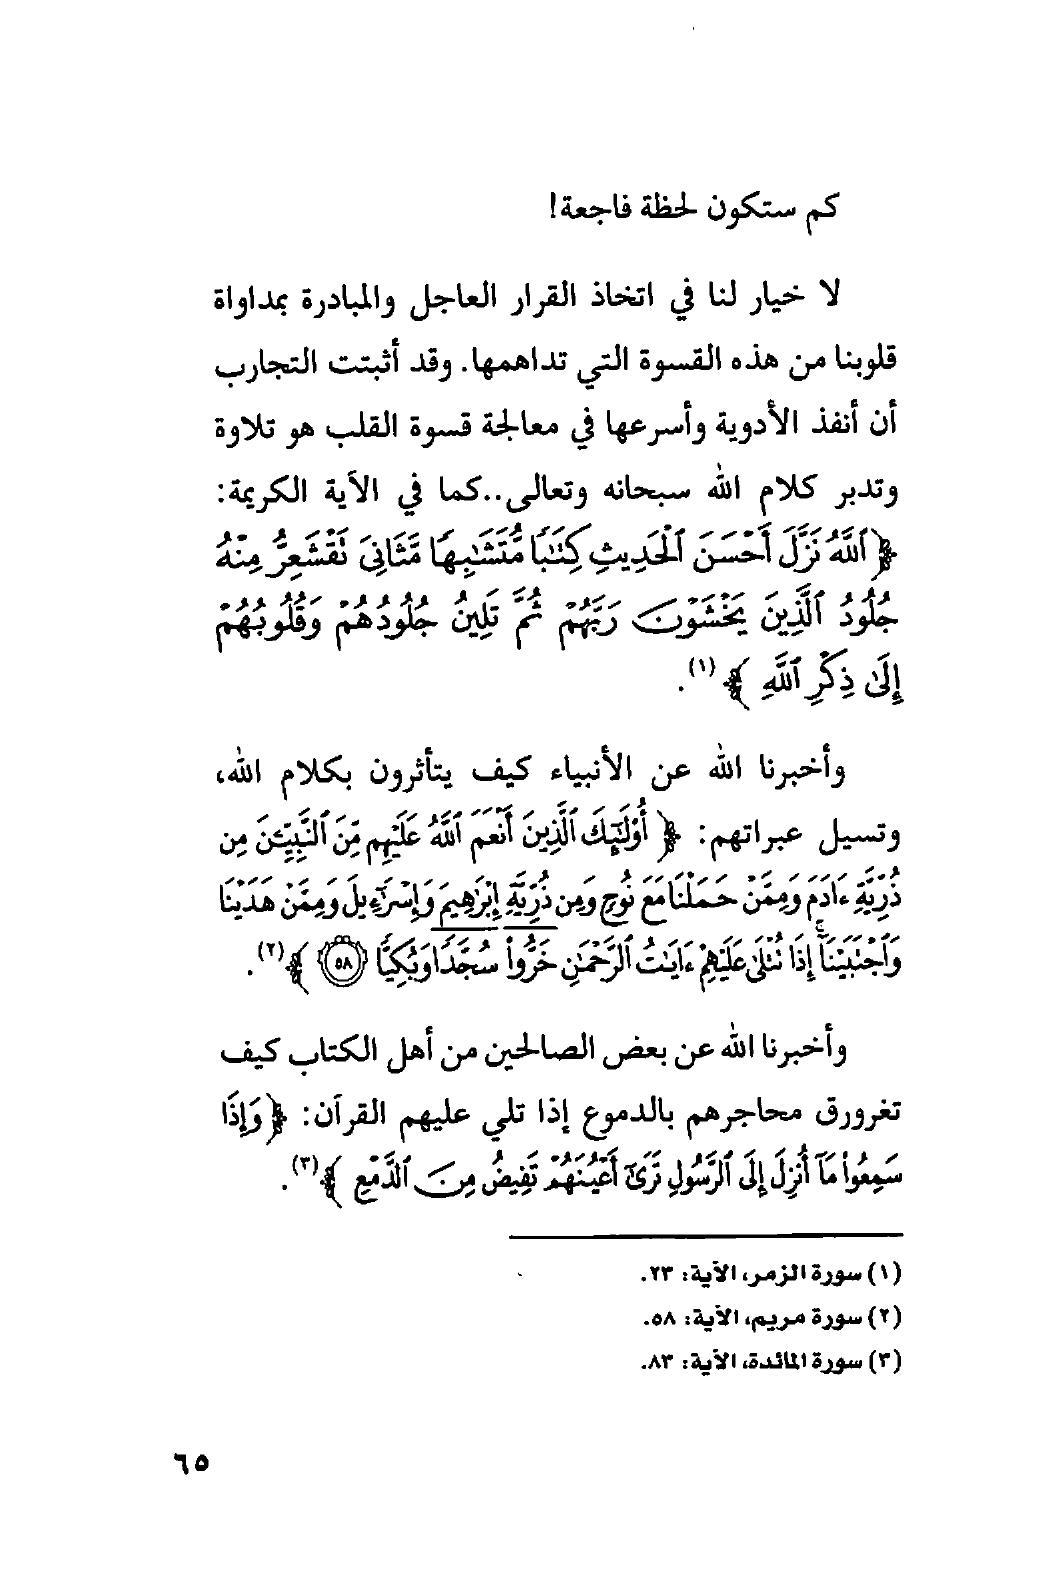 كم ستكون لحظة فاجعة!
لا خيار لنا في اتخاذ القرار العاجل والمبادرة بمداواة
قلوبنا من هذه القسوة التي تداهمها. وقد أثبتت التجارب
أن أنفذ الأدوية وأسرعها في معالجة قسوة القلب هو تلاوة
وتدبر كلام الله سبحانه وتعالى..كما في الآية الكريمة:
﴿ ٱللَّهُ نَزَّلَ أَحْسَنَ ٱلْحَدِيثِ كِتَٰبًا مُّتَشَٰبِهًا مَّثَانِىَ تَقْشَعِرُّ مِنْهُ
جُلُودُ ٱلَّذِينَ يَخْشَوْنَ رَبَّهُمْ ثُمَّ تَلِينُ جُلُودُهُمْ وَقُلُوبُهُمْ
إِلَىٰ ذِكْرِ ٱللَّهِ ﴾(١).
وأخبرنا الله عن الأنبياء كيف يتأثرون بكلام الله،
وتسيل عبراتهم: ﴿ أُوْلَٰٓئِكَ ٱلَّذِينَ أَنْعَمَ ٱللَّهُ عَلَيْهِم مِّنَ ٱلنَّبِيِّـۧنَ مِن
ذُرِّيَّةِ ءَادَمَ وَمِمَّنْ حَمَلْنَا مَعَ نُوحٍ وَمِن ذُرِّيَّةِ إِبْرَٰهِيمَ وَإِسْرَٰٓءِيلَ وَمِمَّنْ هَدَيْنَا
وَٱجْتَبَيْنَآ ۚ إِذَا تُتْلَىٰ عَلَيْهِمْ ءَايَٰتُ ٱلرَّحْمَٰنِ خَرُّوا۟ سُجَّدًا وَبُكِيًّا ٥٨ ﴾(٢).
وأخبرنا الله عن بعض الصالحين من أهل الكتاب كيف
تغرورق محاجرهم بالدموع إذا تلي عليهم القرآن: ﴿ وَإِذَا
سَمِعُوا۟ مَآ أُنزِلَ إِلَى ٱلرَّسُولِ تَرَىٰٓ أَعْيُنَهُمْ تَفِيضُ مِنَ ٱلدَّمْعِ ﴾(٣).
(١) سورة الزمر، الآية: ٢٣.
(٢) سورة مريم، الآية: ٥٨.
(٣) سورة المائدة، الآية: ٨٣.
٦٥